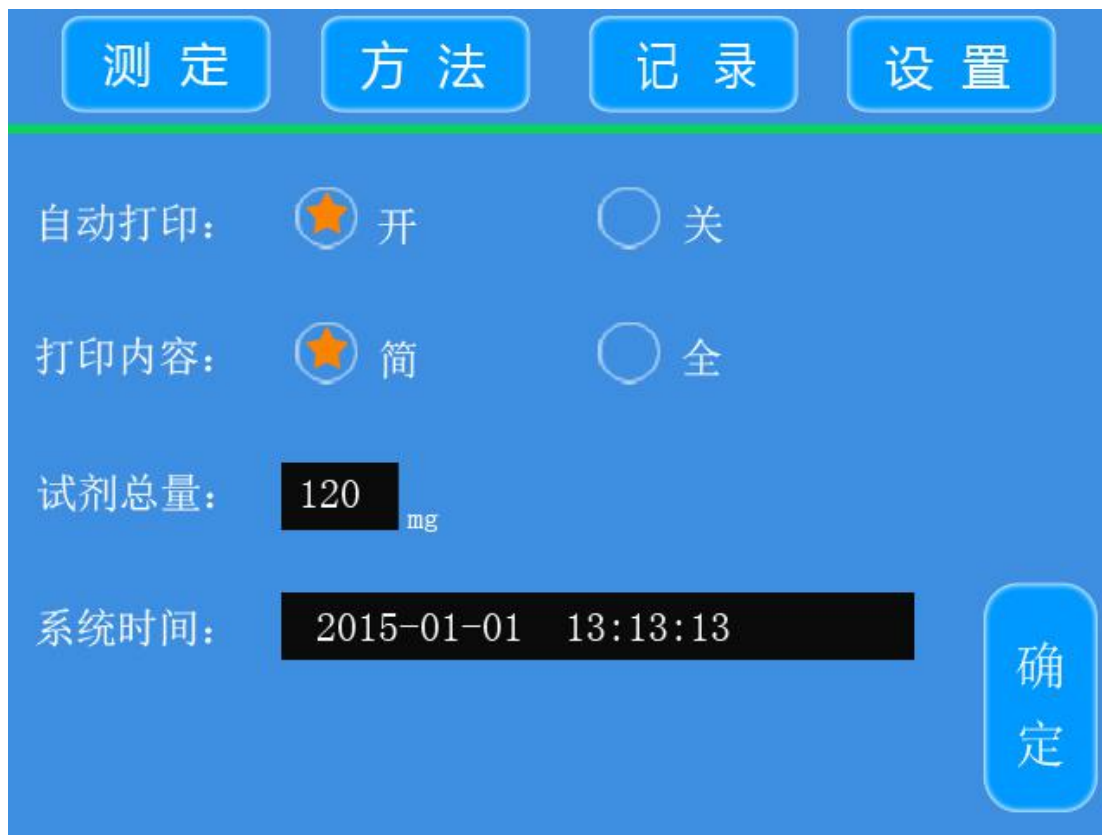 测 定 方 法 记 录 设 置
自动打印： 开 关
打印内容： 简 全
试剂总量： 120 mg
系统时间： 2015-01-01 13:13:13
确
定